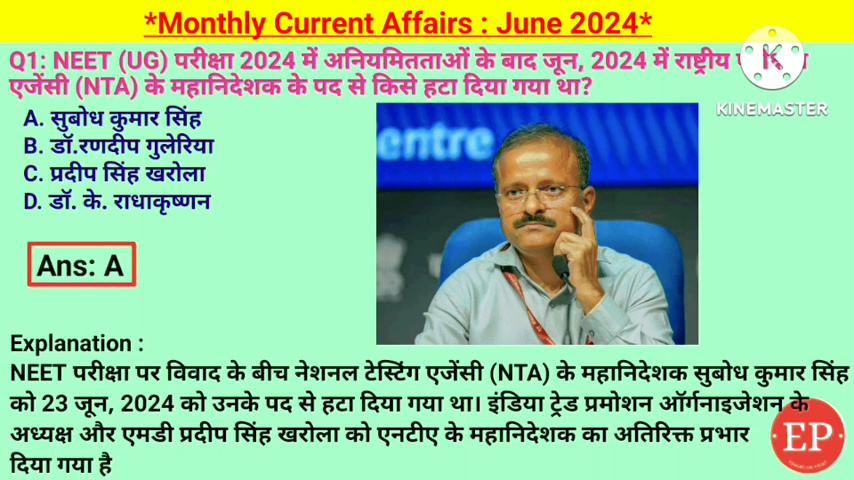 *Monthly Current Affairs : June 2024*
Q1: NEET (UG) परीक्षा 2024 में अनियमितताओं के बाद जून, 2024 में राष्ट्रीय
एजेंसी (NTA) के महानिदेशक के पद से किसे हटा दिया गया था?
K
KINEMASTER
A. सुबोध कुमार सिंह
B. डॉ.रणदीप गुलेरिया
C. प्रदीप सिंह खरोला
D. डॉ. के. राधाकृष्णन
entre
Ans: A
Explanation :
NEET परीक्षा पर विवाद के बीच नेशनल टेस्टिंग एजेंसी (NTA) के महानिदेशक सुबोध कुमार सिंह
को 23 जून, 2024 को उनके पद से हटा दिया गया था। इंडिया ट्रेड प्रमोशन ऑर्गनाइजेशन के
अध्यक्ष और एमडी प्रदीप सिंह खरोला को एनटीए के महानिदेशक का अतिरिक्त प्रभार
दिया गया है
EP